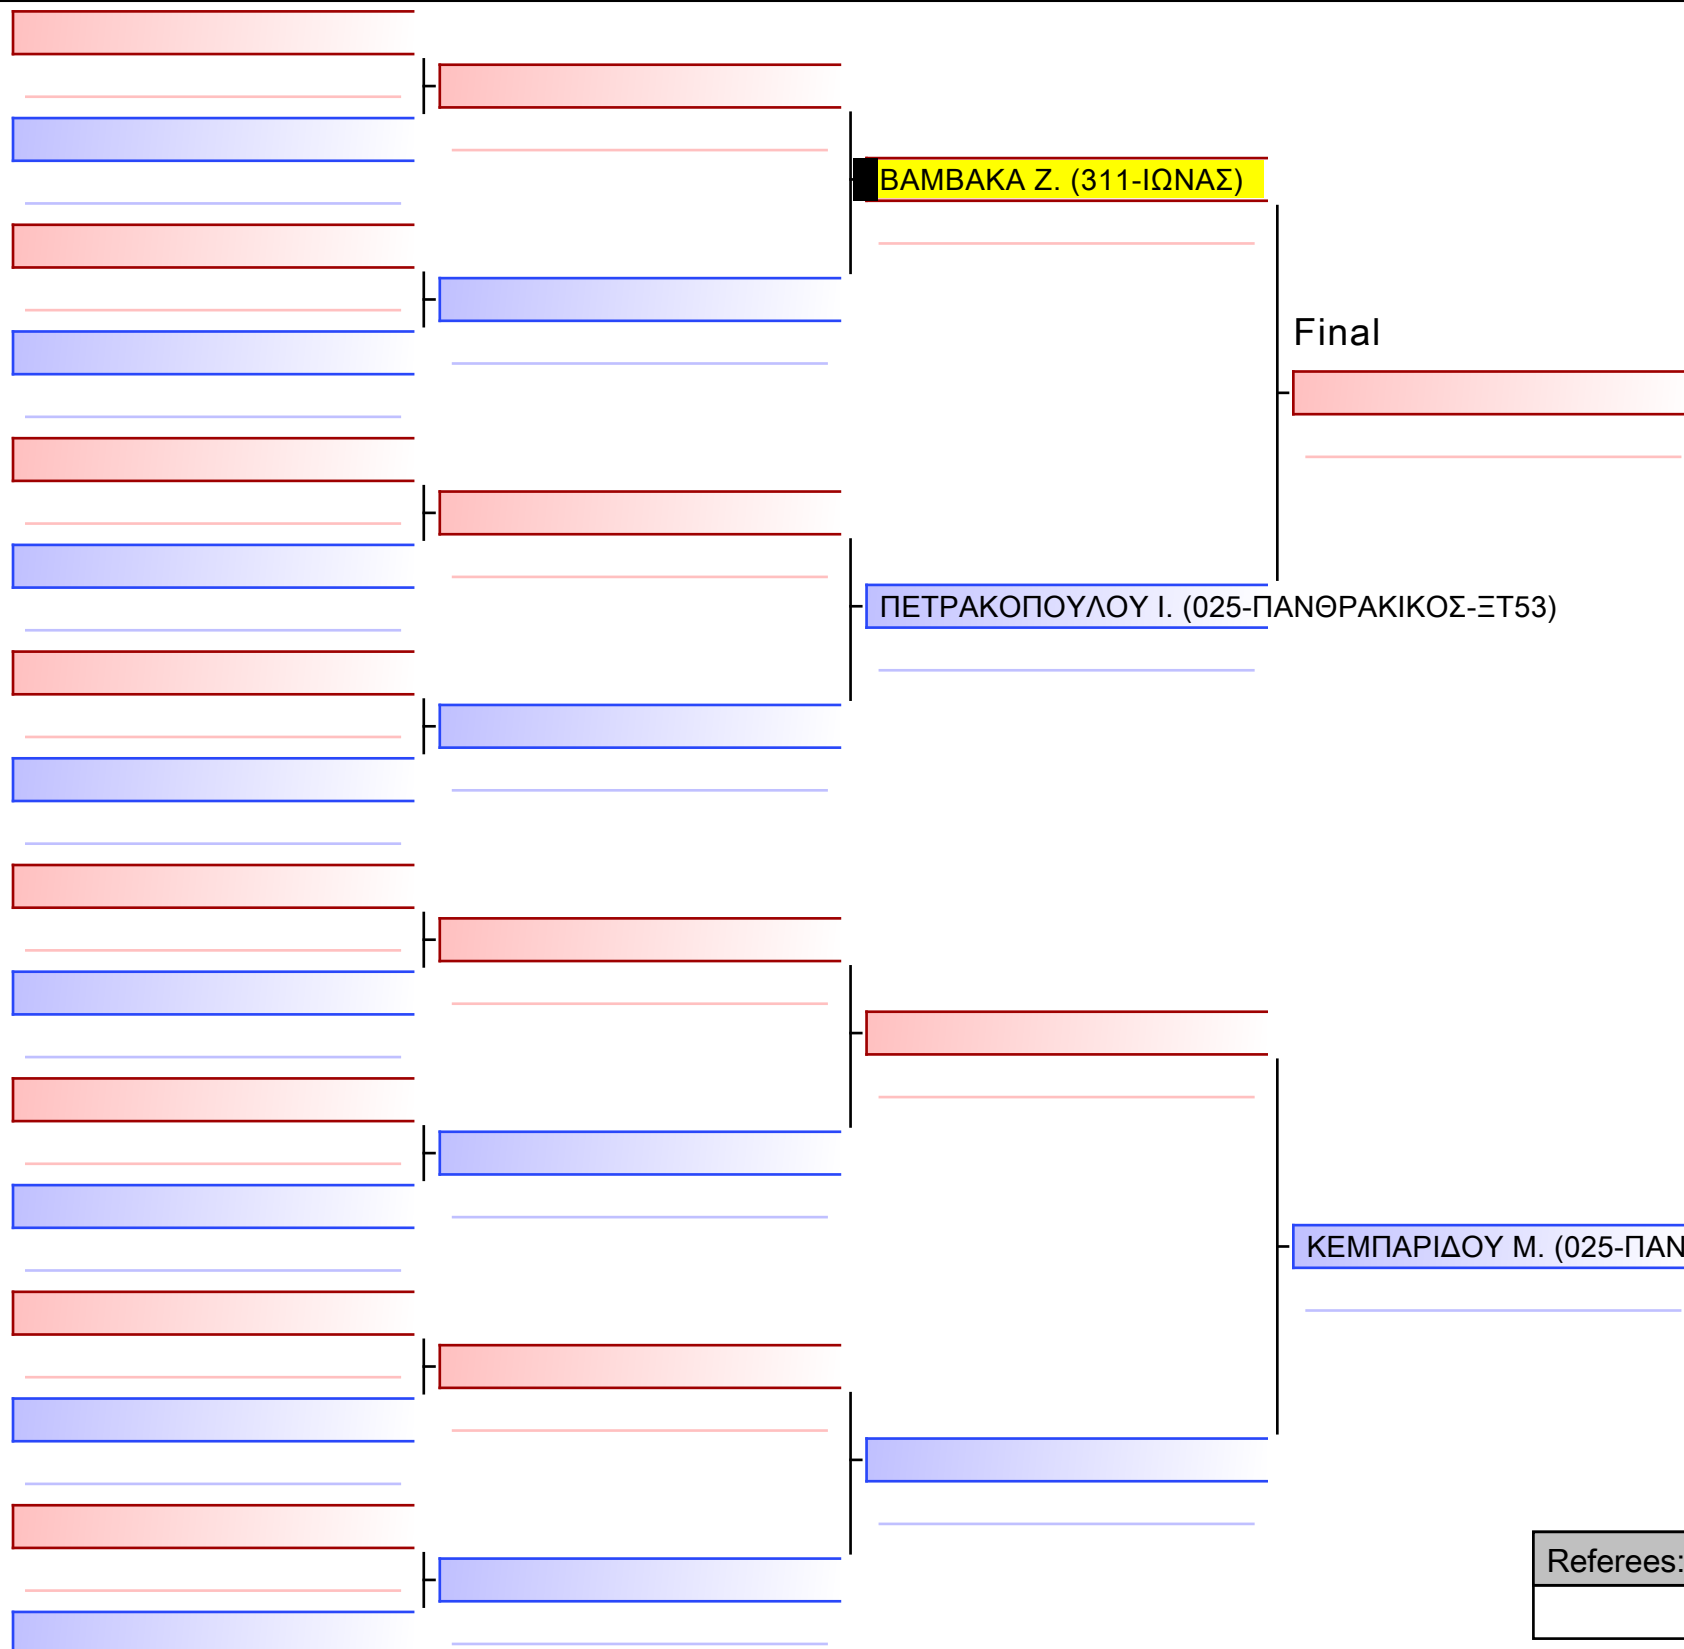 ΒΑΜΒΑΚΑ Ζ. (311-ΙΩΝΑΣ)
Final
ΠΕΤΡΑΚΟΠΟΥΛΟΥ Ι. (025-ΠΑΝΘΡΑΚΙΚΟΣ-ΞΤ53)
ΚΕΜΠΑΡΙΔΟΥ Μ. (025-ΠΑΝ
Referees: